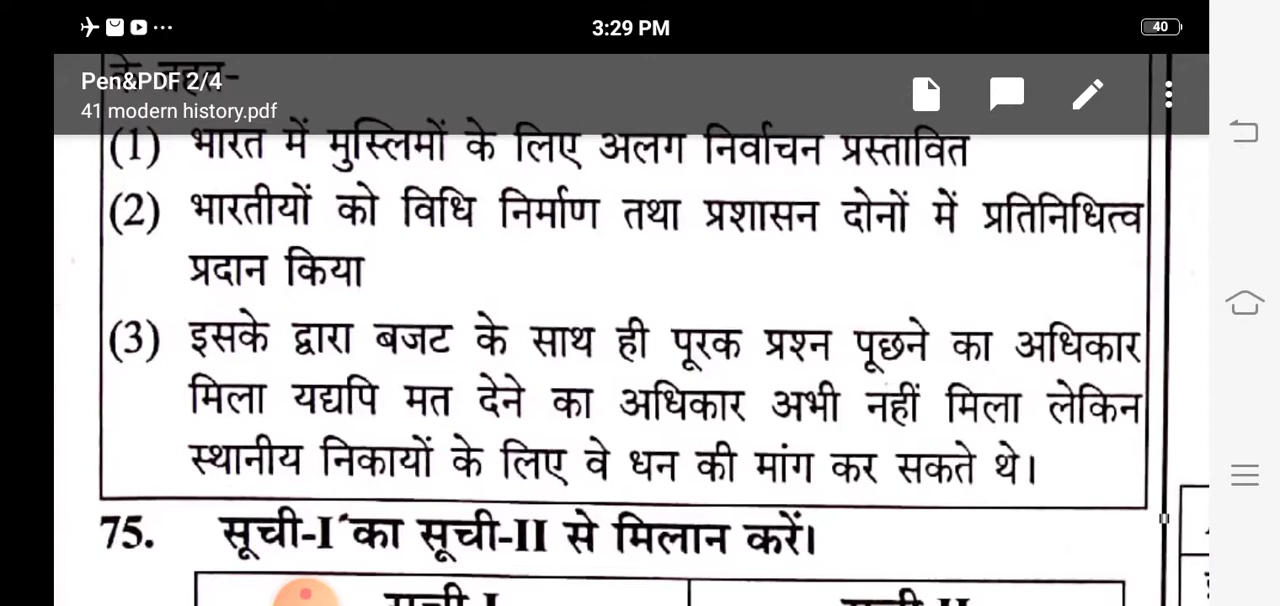 3:29 PM
40
के तहत-
Pen&PDF 2/4
41 modern history.pdf
(1) भारत में मुस्लिमों के लिए अलग निर्वाचन प्रस्तावित
(2) भारतीयों को विधि निर्माण तथा प्रशासन दोनों में प्रतिनिधित्व
प्रदान किया
(3) इसके द्वारा बजट के साथ ही पूरक प्रश्न पूछने का अधिकार
मिला यद्यपि मत देने का अधिकार अभी नहीं मिला लेकिन
स्थानीय निकायों के लिए वे धन की मांग कर सकते थे।
75. सूची-I का सूची-II से मिलान करें।
सूची-I सूची-II